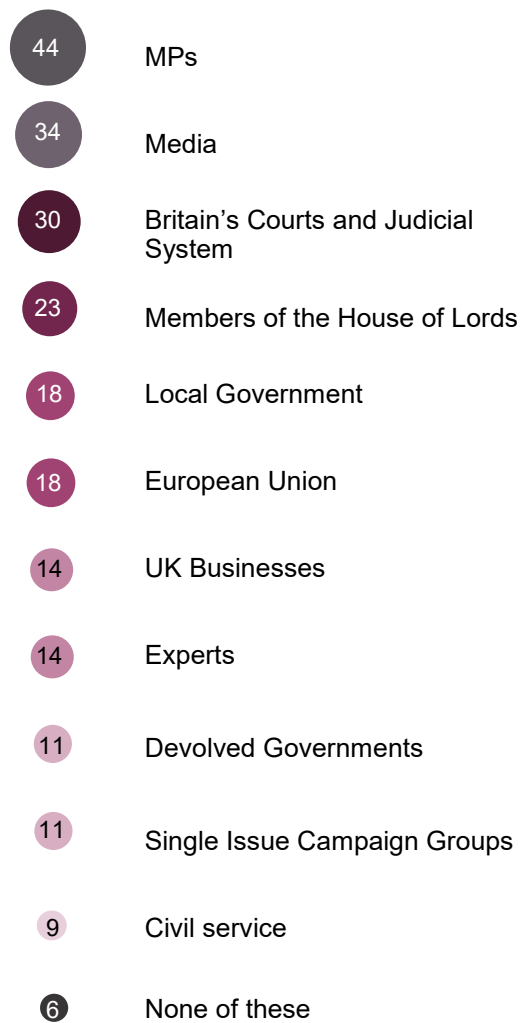 44
MPs
34
Media
30
Britain’s Courts and Judicial
System
23
Members of the House of Lords
18
Local Government
18
European Union
14
UK Businesses
14
Experts
11
Devolved Governments
11
Single Issue Campaign Groups
9
Civil service
6
None of these